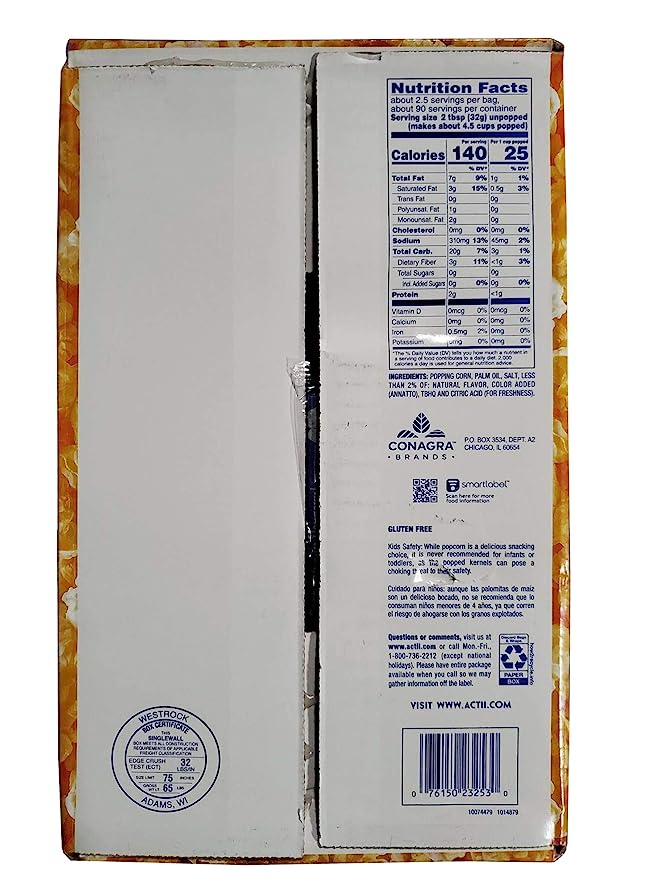 Nutrition Facts
about 2.5 servings per bag,
about 90 servings per container
Serving size 2 tbsp (32g) unpopped
(makes about 4.5 cups popped)
Per serving Per 1 cup popped
Calories 140 25
% DV* % DV*
Total Fat 7g 9% 1g 1%
Saturated Fat 3g 15% 0.5g 3%
Trans Fat 0g 0g
Polyunsat. Fat 1g 0g
Monounsat. Fat 2g 0g
Cholesterol 0mg 0% 0mg 0%
Sodium 310mg 13% 45mg 2%
Total Carb. 20g 7% 3g 1%
Dietary Fiber 3g 11% <1g 3%
Total Sugars 0g 0g
Incl. Added Sugars 0g 0% 0g 0%
Protein 2g <1g
Vitamin D 0mcg 0% 0mcg 0%
Calcium 0mg 0% 0mg 0%
Iron 0.5mg 2% 0mg 0%
Potassium 0mg 0% 0mg 0%
*The % Daily Value (DV) tells you how much a nutrient in
a serving of food contributes to a daily diet. 2,000
calories a day is used for general nutrition advice.
INGREDIENTS: POPPING CORN, PALM OIL, SALT, LESS
THAN 2% OF: NATURAL FLAVOR, COLOR ADDED
(ANNATTO), TBHQ AND CITRIC ACID (FOR FRESHNESS).
CONAGRA™
• BRANDS •
P.O. BOX 3534, DEPT. A2
CHICAGO, IL 60654
smartlabel™
Scan here for more
food information
GLUTEN FREE
Kids Safety: While popcorn is a delicious snacking
choice, it is never recommended for infants or
toddlers, as the popped kernels can pose a
choking threat to their safety.
Cuidado para niños: aunque las palomitas de maíz
son un delicioso bocado, no se recomienda que lo
consuman niños menores de 4 años, ya que corren
el riesgo de ahogarse con los granos explotados.
Questions or comments, visit us at
www.actii.com or call Mon.-Fri.,
1-800-736-2212 (except national
holidays). Please have entire package
available when you call so we may
gather information off the label.
Discard Bags
& Wraps
PAPER
BOX
how2recycle.info
VISIT WWW.ACTII.COM
0 76150 23253 0
10074479 1014879
WESTROCK
BOX CERTIFICATE
THIS
SINGLEWALL
BOX MEETS ALL CONSTRUCTION
REQUIREMENTS OF APPLICABLE
FREIGHT CLASSIFICATION
EDGE CRUSH
TEST (ECT) 32 LBS/IN
SIZE LIMIT 75 INCHES
GROSS WT LT 65 LBS
ADAMS, WI